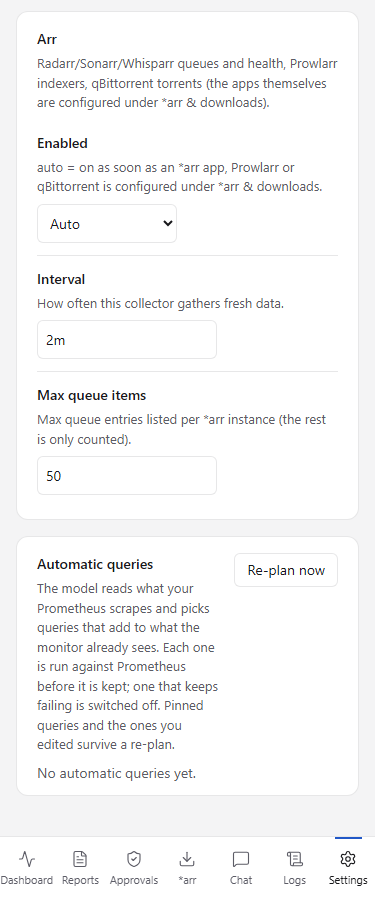 Arr
Radarr/Sonarr/Whisparr queues and health, Prowlarr
indexers, qBittorrent torrents (the apps themselves
are configured under *arr & downloads).
Enabled
auto = on as soon as an *arr app, Prowlarr or
qBittorrent is configured under *arr & downloads.
Auto
Interval
How often this collector gathers fresh data.
2m
Max queue items
Max queue entries listed per *arr instance (the rest
is only counted).
50
Automatic queries
Re-plan now
The model reads what your
Prometheus scrapes and picks
queries that add to what the
monitor already sees. Each one
is run against Prometheus
before it is kept; one that keeps
failing is switched off. Pinned
queries and the ones you
edited survive a re-plan.
No automatic queries yet.
Dashboard
Reports
Approvals
*arr
Chat
Logs
Settings